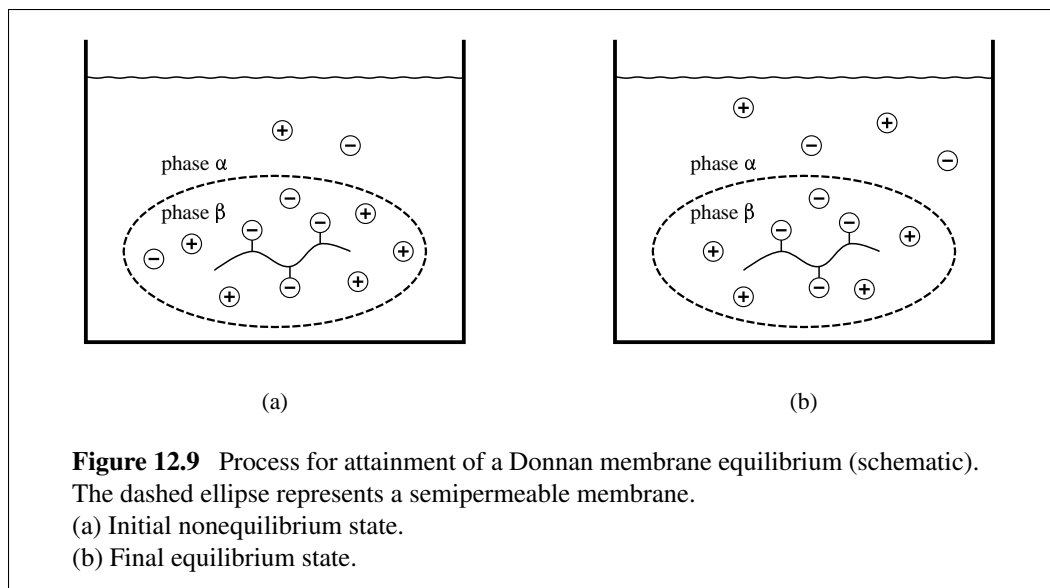 phase α
phase β
phase α
phase β
(a)
(b)
Figure 12.9 Process for attainment of a Donnan membrane equilibrium (schematic).
The dashed ellipse represents a semipermeable membrane.
(a) Initial nonequilibrium state.
(b) Final equilibrium state.